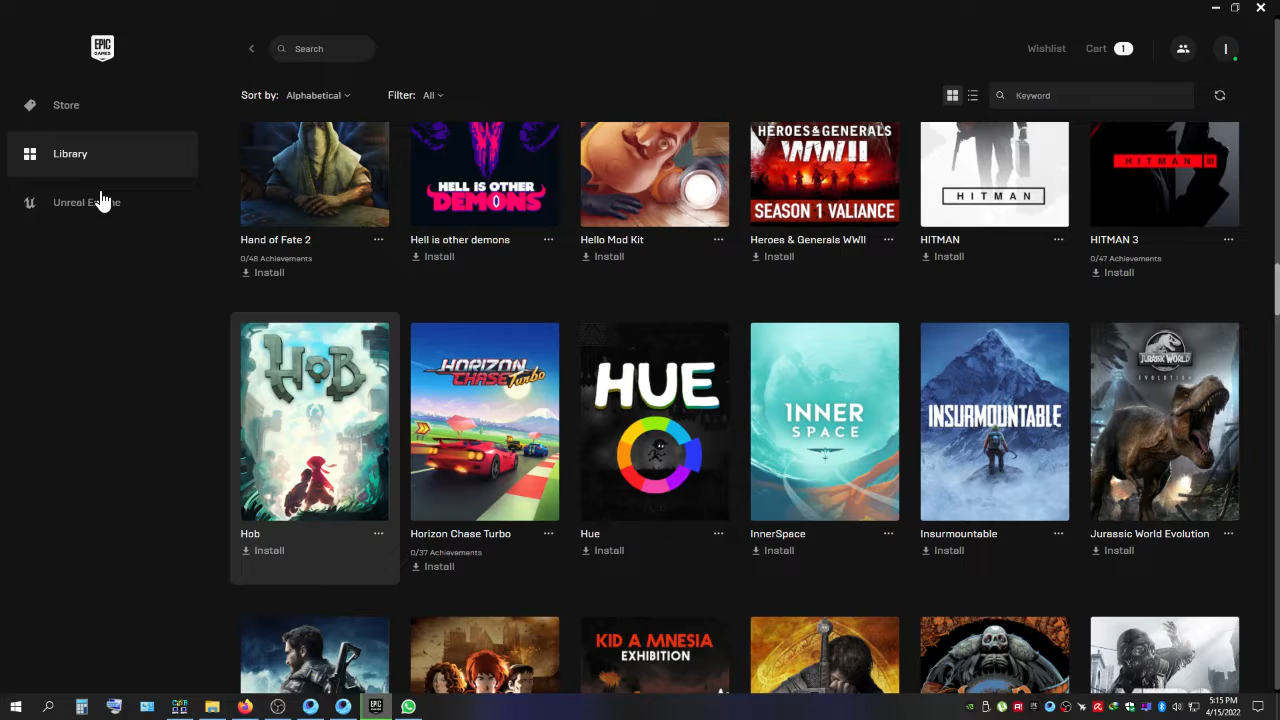 EPIC
GAMES
Search
Wishlist
Cart
1
I
Store
Library
Unreal E
ne
Sort by:
Alphabetical
Filter:
All
Keyword
HELL IS OTHER
DEMONS
HEROES & GENERALS
WWII
SEASON 1 VALIANCE
HITMAN
HITMAN III
Hand of Fate 2
0/48 Achievements
Install
Hell is other demons
Install
Hello Mod Kit
Install
Heroes & Generals WWII
Install
HITMAN
Install
HITMAN 3
0/47 Achievements
Install
HOB
HORIZON
CHASE Turbo
HUE
INNER
SPACE
INSURMOUNTABLE
JURASSIC WORLD
EVOLUTION
Hob
Install
Horizon Chase Turbo
0/37 Achievements
Install
Hue
Install
InnerSpace
Install
Insurmountable
Install
Jurassic World Evolution
Install
KID A MNESIA
EXHIBITION
5:15 PM
4/15/2022